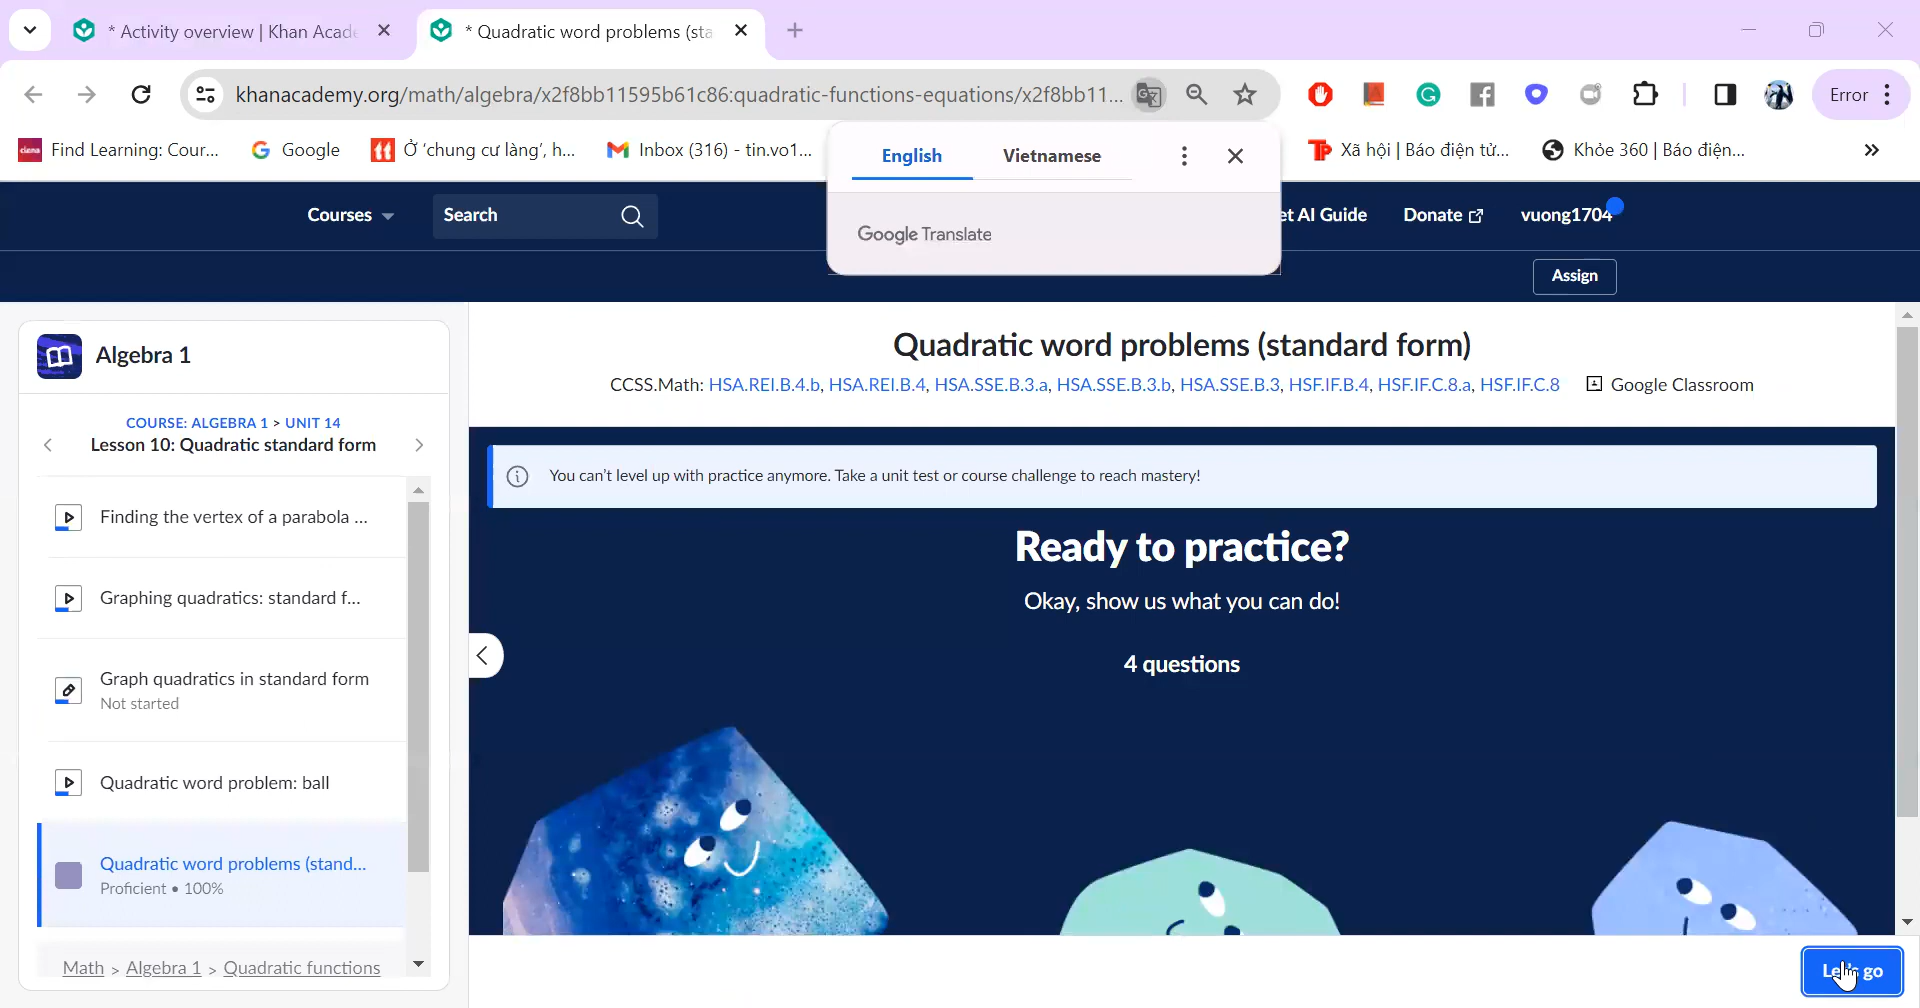 * Activity overview | Khan Acade
* Quadratic word problems (sta
khanacademy.org/math/algebra/x2f8bb11595b61c86:quadratic-functions-equations/x2f8bb11...
Error
Find Learning: Cour...
Google
Ở ‘chung cư làng’, h...
Inbox (316) - tin.vo1...
Xã hội | Báo điện tử...
Khỏe 360 | Báo điện...
English
Vietnamese
Google Translate
Courses
Search
et AI Guide
Donate
vuong1704
Assign
Algebra 1
COURSE: ALGEBRA 1 > UNIT 14
Lesson 10: Quadratic standard form
Finding the vertex of a parabola ...
Graphing quadratics: standard f...
Graph quadratics in standard form
Not started
Quadratic word problem: ball
Quadratic word problems (stand...
Proficient • 100%
Math > Algebra 1 > Quadratic functions
Quadratic word problems (standard form)
CCSS.Math: HSA.REI.B.4.b, HSA.REI.B.4, HSA.SSE.B.3.a, HSA.SSE.B.3.b, HSA.SSE.B.3, HSF.IF.B.4, HSF.IF.C.8.a, HSF.IF.C.8
Google Classroom
You can’t level up with practice anymore. Take a unit test or course challenge to reach mastery!
Ready to practice?
Okay, show us what you can do!
4 questions
Let’s go